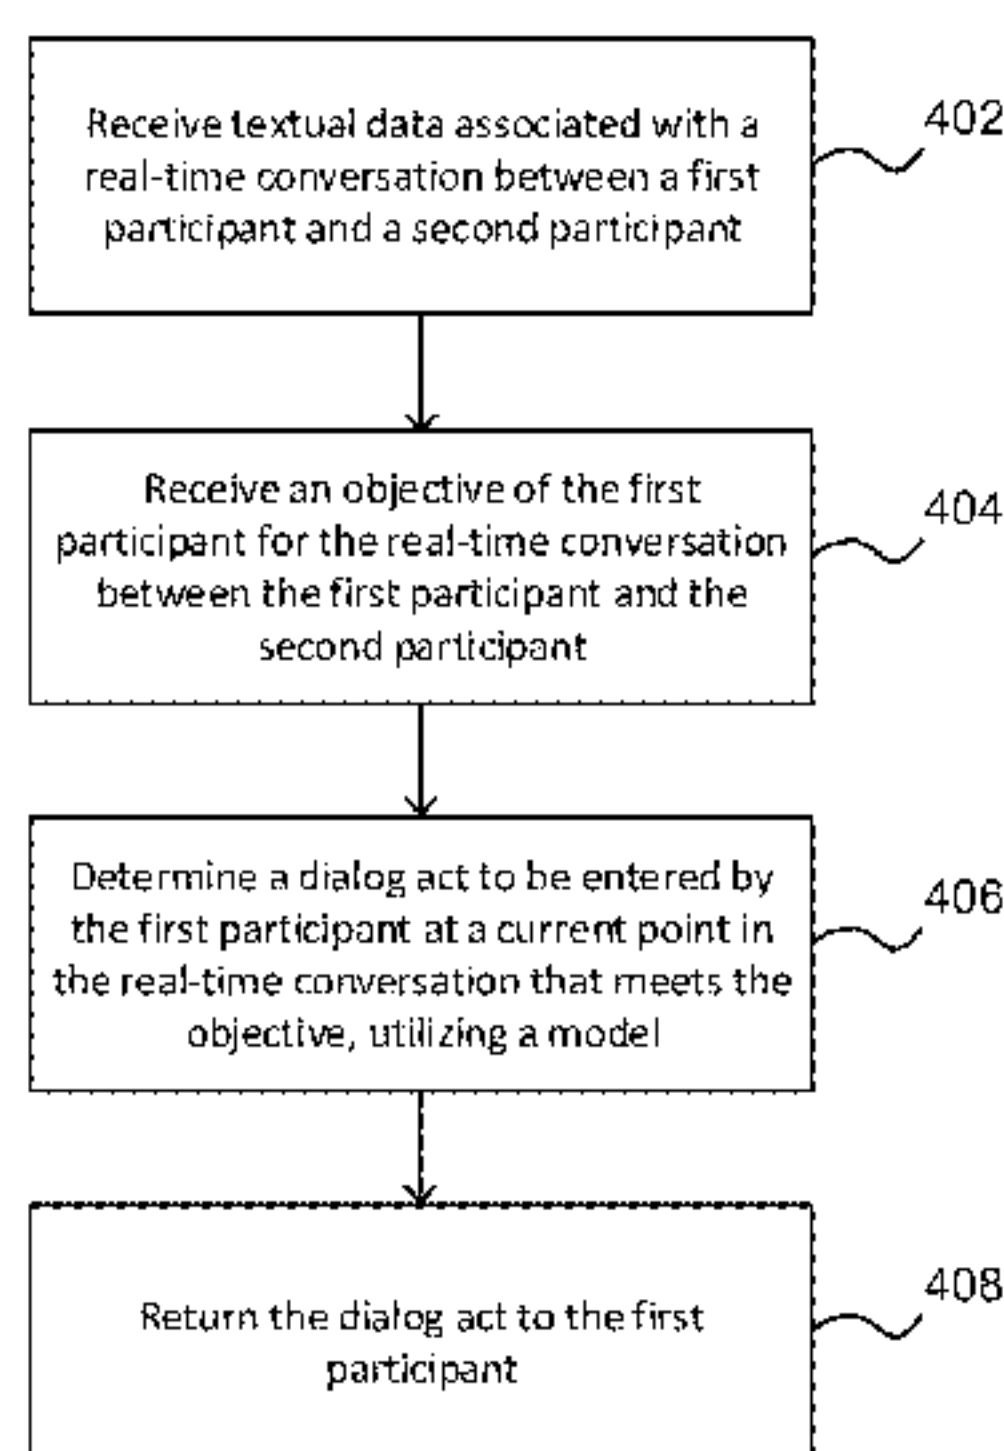 Receive textual data associated with a
real-time conversation between a first
participant and a second participant
402
Receive an objective of the first
participant for the real-time conversation
between the first participant and the
second participant
404
Determine a dialog act to be entered by
the first participant at a current point in
the real-time conversation that meets the
objective, utilizing a model
406
Return the dialog act to the first
participant
408